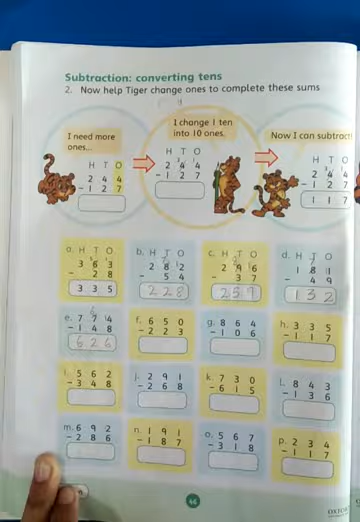 Subtraction: converting tens
2. Now help Tiger change ones to complete these sums
I need more
ones...
H T O
2 4 4
- 1 2 7
I change 1 ten
into 10 ones.
H T O
2 ³4 ¹4
- 1 2 7
Now I can subtract
H T O
2 ³4 ¹4
- 1 2 7
1 1 7
a. H T O
3 6 3
- 2 8
3 3 5
b. H T O
2 8 ¹2
- 5 4
2 2 8
c. H T O
2 9 ¹6
- 3 7
2 5 9
d. H T O
1 8 1
- 4 9
1 3 2
e. 7 7 4
- 1 4 8
6 2 6
f. 6 5 0
- 2 2 3
g. 8 6 4
- 1 0 6
h. 3 3 5
- 1 1 7
i. 5 6 2
- 3 4 8
j. 2 9 1
- 2 6 8
k. 7 3 0
- 6 1 5
l. 8 4 3
- 1 3 6
m. 6 9 2
- 2 8 6
n. 1 9 1
- 1 8 7
o. 5 6 7
- 3 1 8
p. 2 3 4
- 1 1 7
46